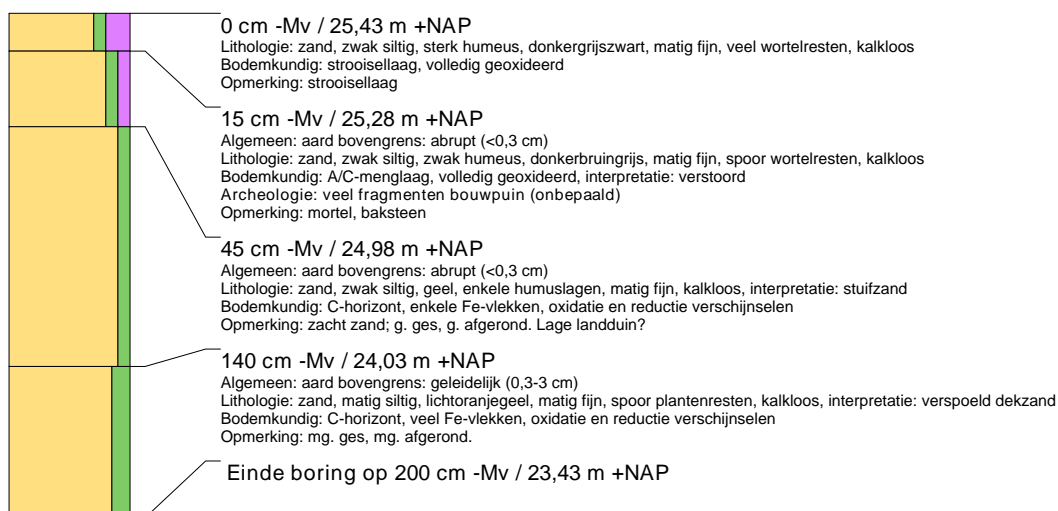 0 cm -Mv / 25,43 m +NAP
Lithologie: zand, zwak siltig, sterk humeus, donkergrijszwart, matig fijn, veel wortelresten, kalkloos
Bodemkundig: strooisellaag, volledig geoxideerd
Opmerking: strooisellaag
15 cm -Mv / 25,28 m +NAP
Algemeen: aard bovengrens: abrupt (<0,3 cm)
Lithologie: zand, zwak siltig, zwak humeus, donkerbruingrijs, matig fijn, spoor wortelresten, kalkloos
Bodemkundig: A/C-menglaag, volledig geoxideerd, interpretatie: verstoord
Archeologie: veel fragmenten bouwpuin (onbepaald)
Opmerking: mortel, baksteen
45 cm -Mv / 24,98 m +NAP
Algemeen: aard bovengrens: abrupt (<0,3 cm)
Lithologie: zand, zwak siltig, geel, enkele humuslagen, matig fijn, kalkloos, interpretatie: stuifzand
Bodemkundig: C-horizont, enkele Fe-vlekken, oxidatie en reductie verschijnselen
Opmerking: zacht zand; g. ges, g. afgerond. Lage landduin?
140 cm -Mv / 24,03 m +NAP
Algemeen: aard bovengrens: geleidelijk (0,3-3 cm)
Lithologie: zand, matig siltig, lichtoranjegeel, matig fijn, spoor plantenresten, kalkloos, interpretatie: verspoeld dekzand
Bodemkundig: C-horizont, veel Fe-vlekken, oxidatie en reductie verschijnselen
Opmerking: mg. ges, mg. afgerond.
Einde boring op 200 cm -Mv / 23,43 m +NAP